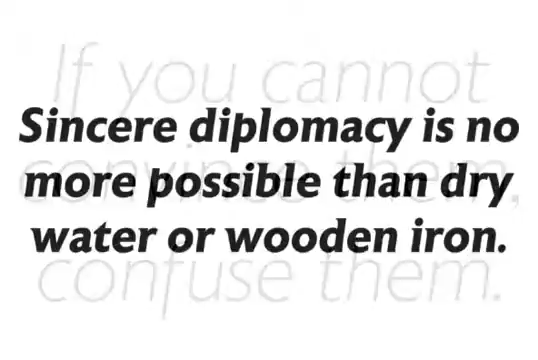 If you cannot
Sincere diplomacy is no
convince them,
more possible than dry
water or wooden iron.
confuse them.